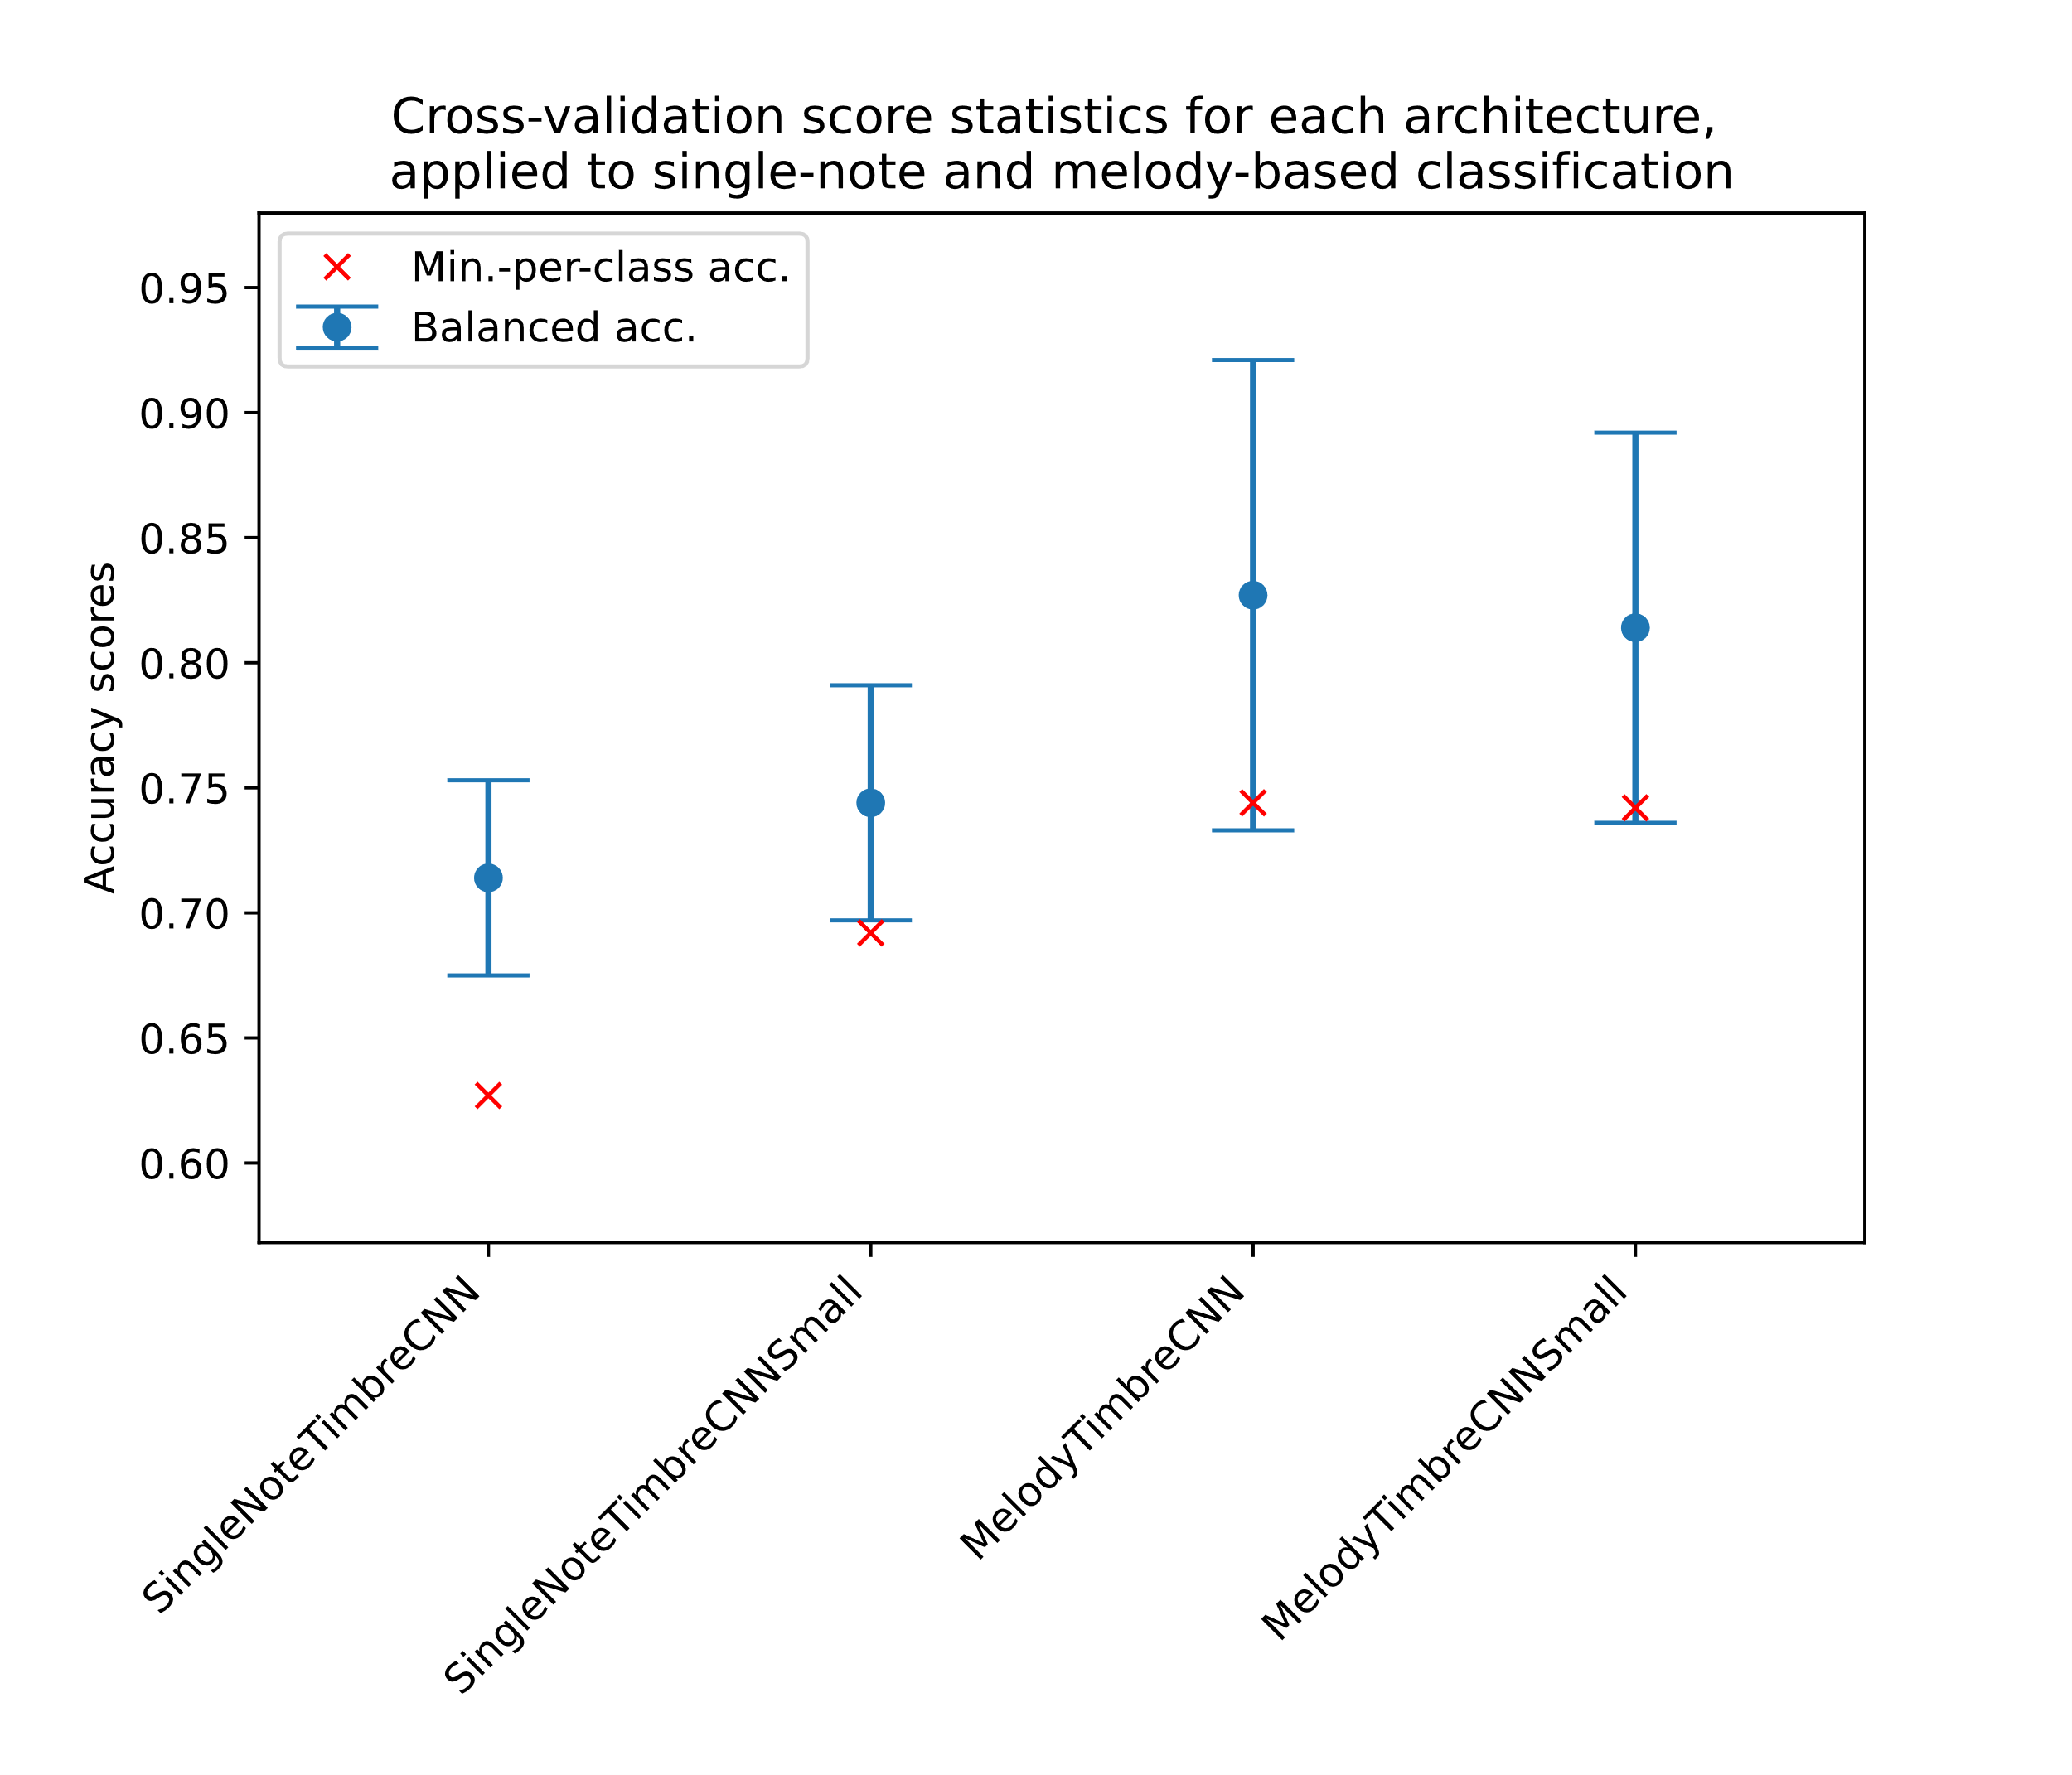 Cross-validation score statistics for each architecture,
applied to single-note and melody-based classification
Min.-per-class acc.
Balanced acc.
Accuracy scores
0.95
0.90
0.85
0.80
0.75
0.70
0.65
0.60
SingleNoteTimbreCNN
SingleNoteTimbreCNNSmall
MelodyTimbreCNN
MelodyTimbreCNNSmall